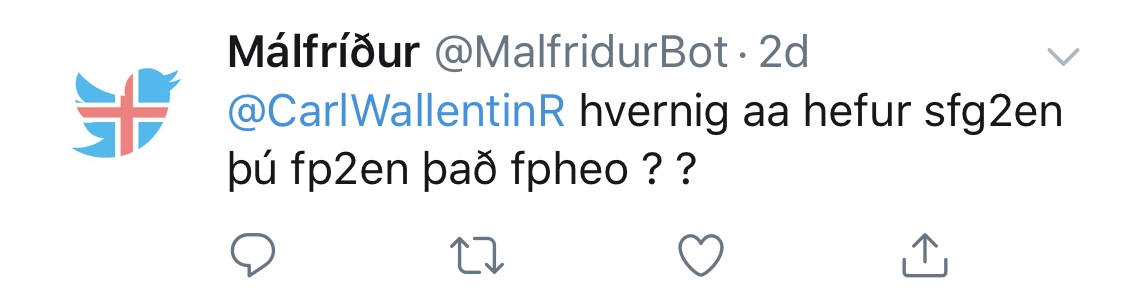 Málfríður @MalfridurBot · 2d
@CarlWallentinR hvernig aa hefur sfg2en
þú fp2en það fpheo ? ?